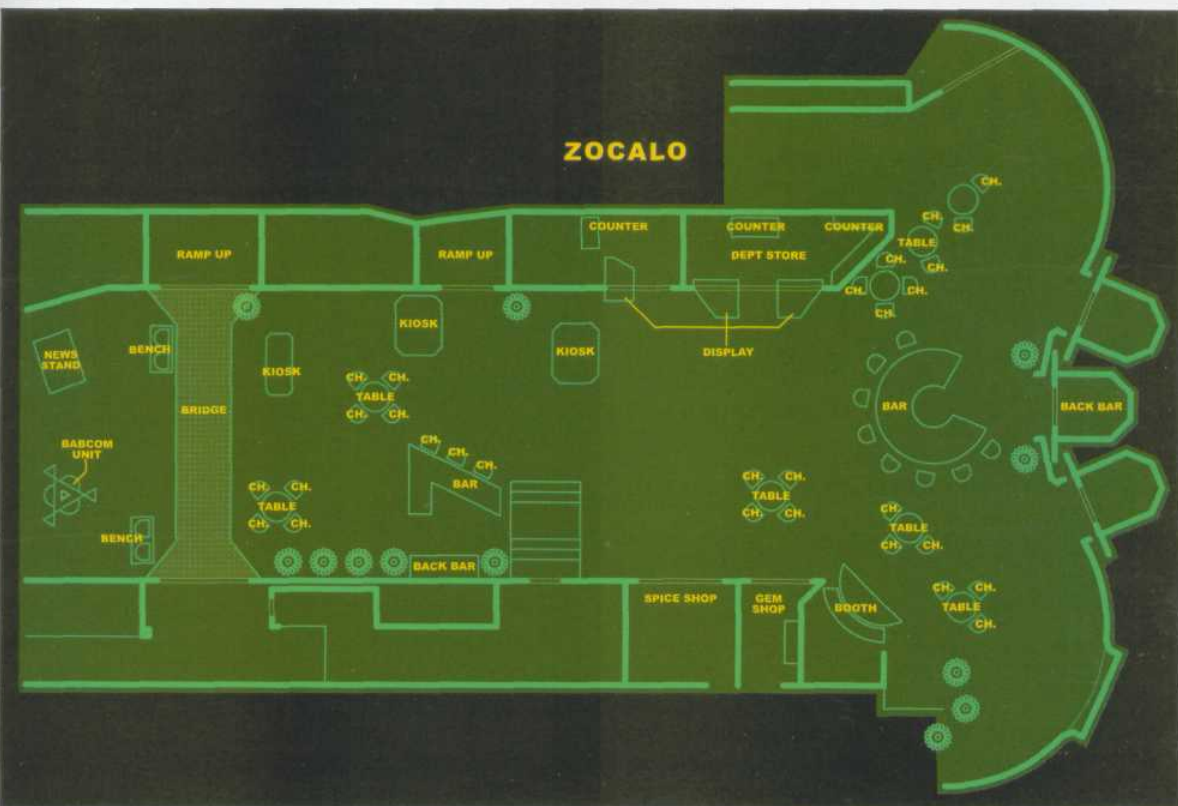 ZOCALO
CH.
CH.
CH.
COUNTER
COUNTER
COUNTER
TABLE
RAMP UP
RAMP UP
DEPT STORE
CH.
CH.
CH.
CH.
CH.
KIOSK
BENCH
NEWS
STAND
KIOSK
DISPLAY
KIOSK
CH.
CH.
TABLE
CH.
CH.
BRIDGE
BAR
BACK BAR
BABCOM
UNIT
CH.
CH.
CH.
BAR
CH.
CH.
TABLE
CH.
CH.
CH.
CH.
TABLE
CH.
CH.
CH.
TABLE
CH.
CH.
BENCH
BACK BAR
SPICE SHOP
GEM
SHOP
BOOTH
CH.
CH.
TABLE
CH.